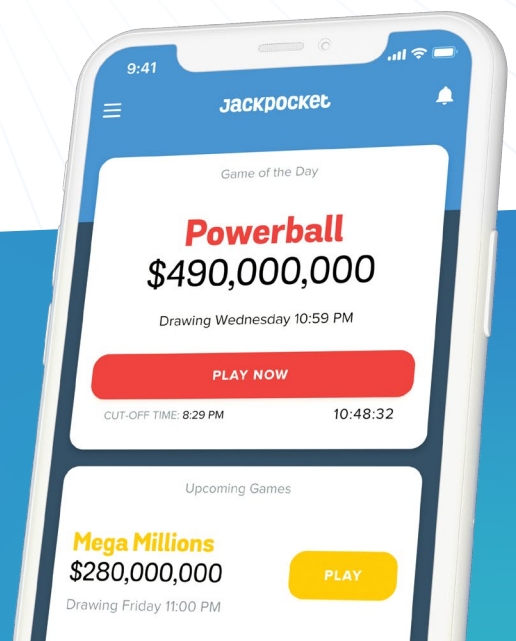 9:41
Jackpocket
Game of the Day
Powerball
$490,000,000
Drawing Wednesday 10:59 PM
PLAY NOW
CUT-OFF TIME: 8:29 PM 10:48:32
Upcoming Games
Mega Millions
$280,000,000
PLAY
Drawing Friday 11:00 PM